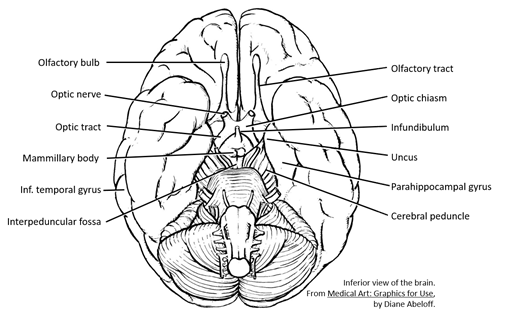 Olfactory bulb
Optic nerve
Optic tract
Mammillary body
Inf. temporal gyrus
Interpeduncular fossa
Olfactory tract
Optic chiasm
Infundibulum
Uncus
Parahippocampal gyrus
Cerebral peduncle
Inferior view of the brain.
From Medical Art: Graphics for Use,
by Diane Abeloff.